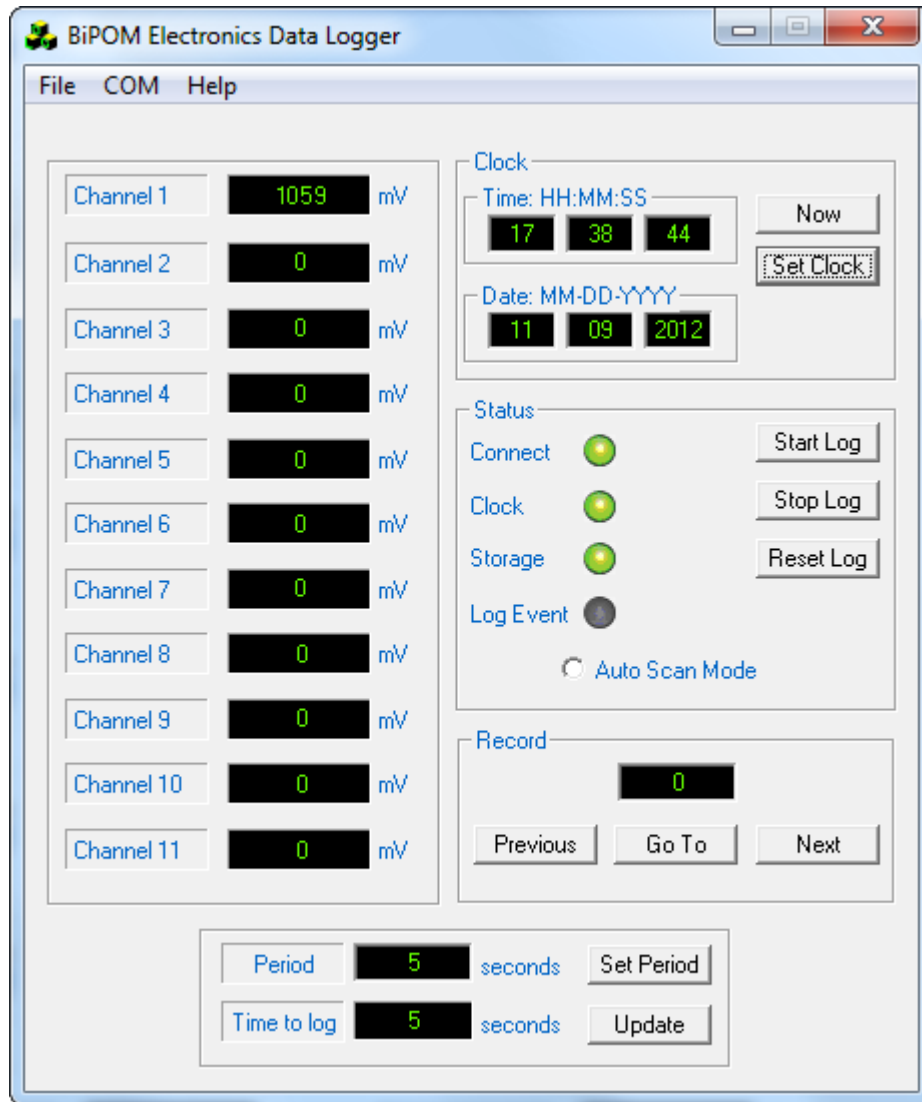 BiPOM Electronics Data Logger
File COM Help
Channel 1 1059 mV
Channel 2 0 mV
Channel 3 0 mV
Channel 4 0 mV
Channel 5 0 mV
Channel 6 0 mV
Channel 7 0 mV
Channel 8 0 mV
Channel 9 0 mV
Channel 10 0 mV
Channel 11 0 mV
Clock
Time: HH:MM:SS
17 38 44
Now
Set Clock
Date: MM-DD-YYYY
11 09 2012
Status
Connect
Start Log
Clock
Stop Log
Storage
Reset Log
Log Event
Auto Scan Mode
Record
0
Previous Go To Next
Period 5 seconds Set Period
Time to log 5 seconds Update